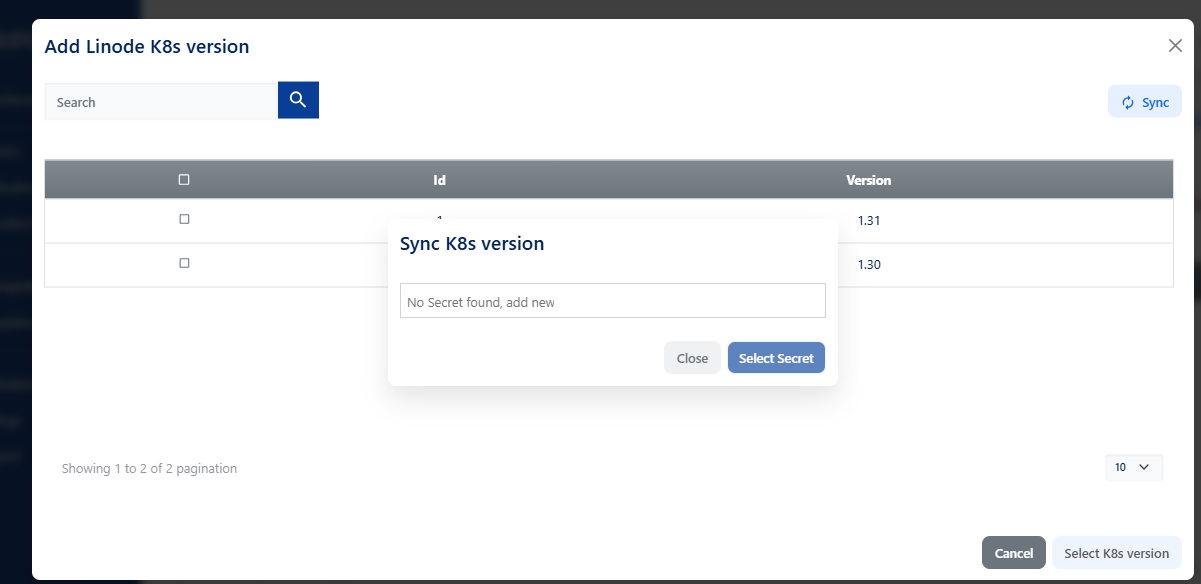 Add Linode K8s version
Search
Sync
Id Version
1 1.31
1.30
Sync K8s version
No Secret found, add new
Close Select Secret
Showing 1 to 2 of 2 pagination
10
Cancel Select K8s version